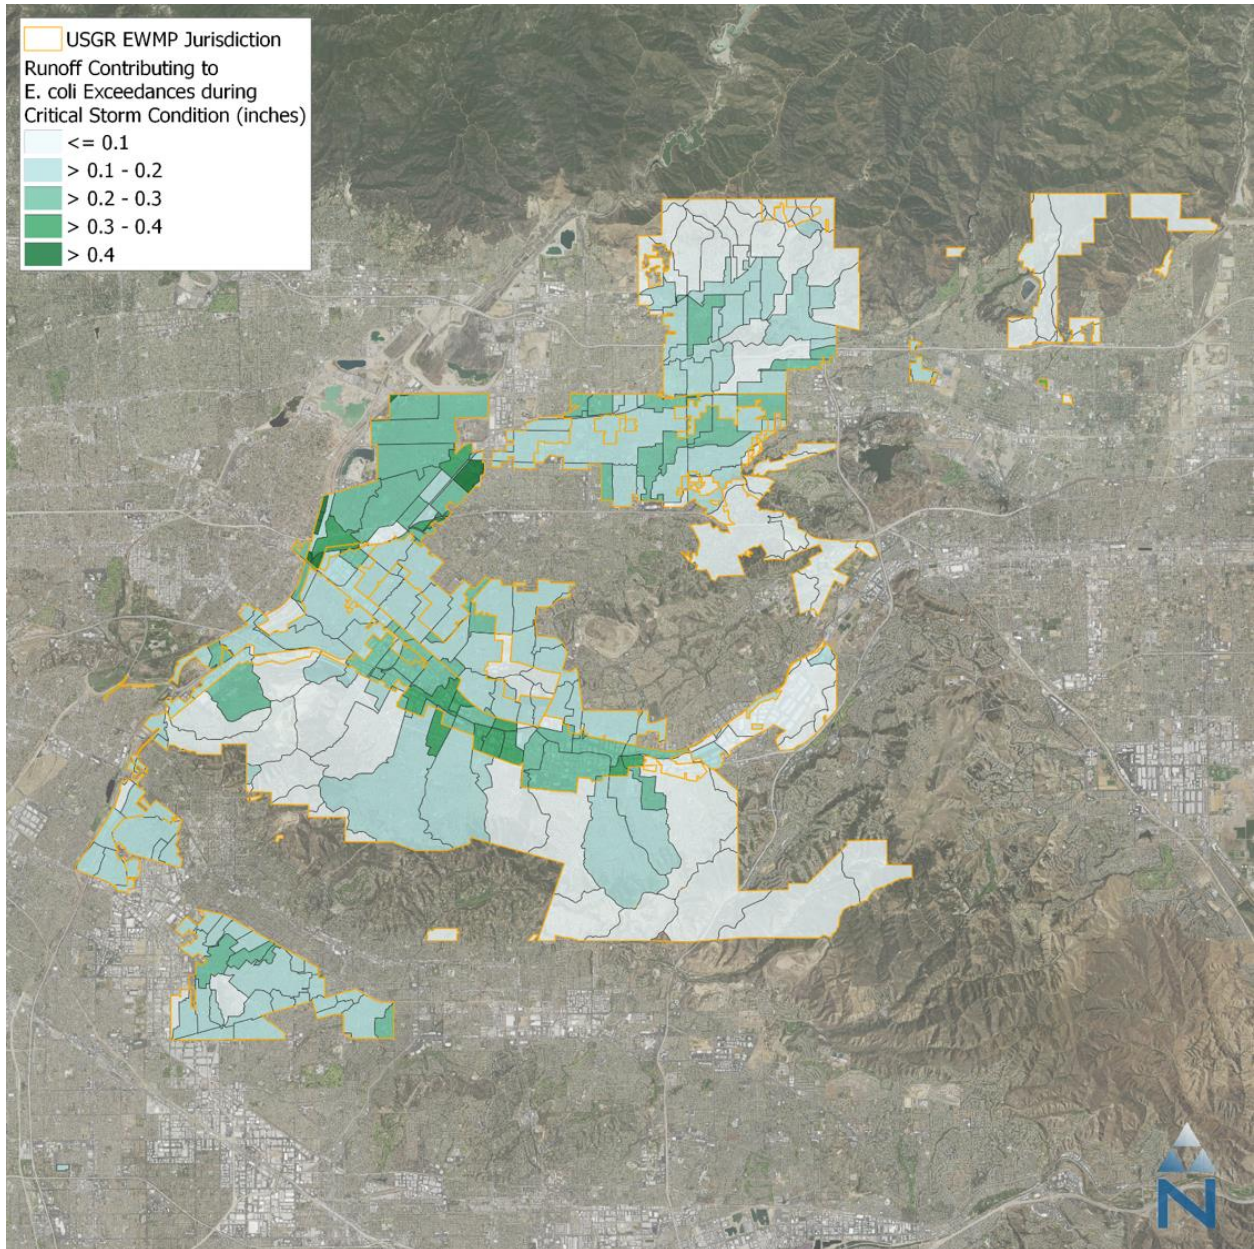 USGR EWMP Jurisdiction
Runoff Contributing to
E. coli Exceedances during
Critical Storm Condition (inches)
<= 0.1
> 0.1 - 0.2
> 0.2 - 0.3
> 0.3 - 0.4
> 0.4
N